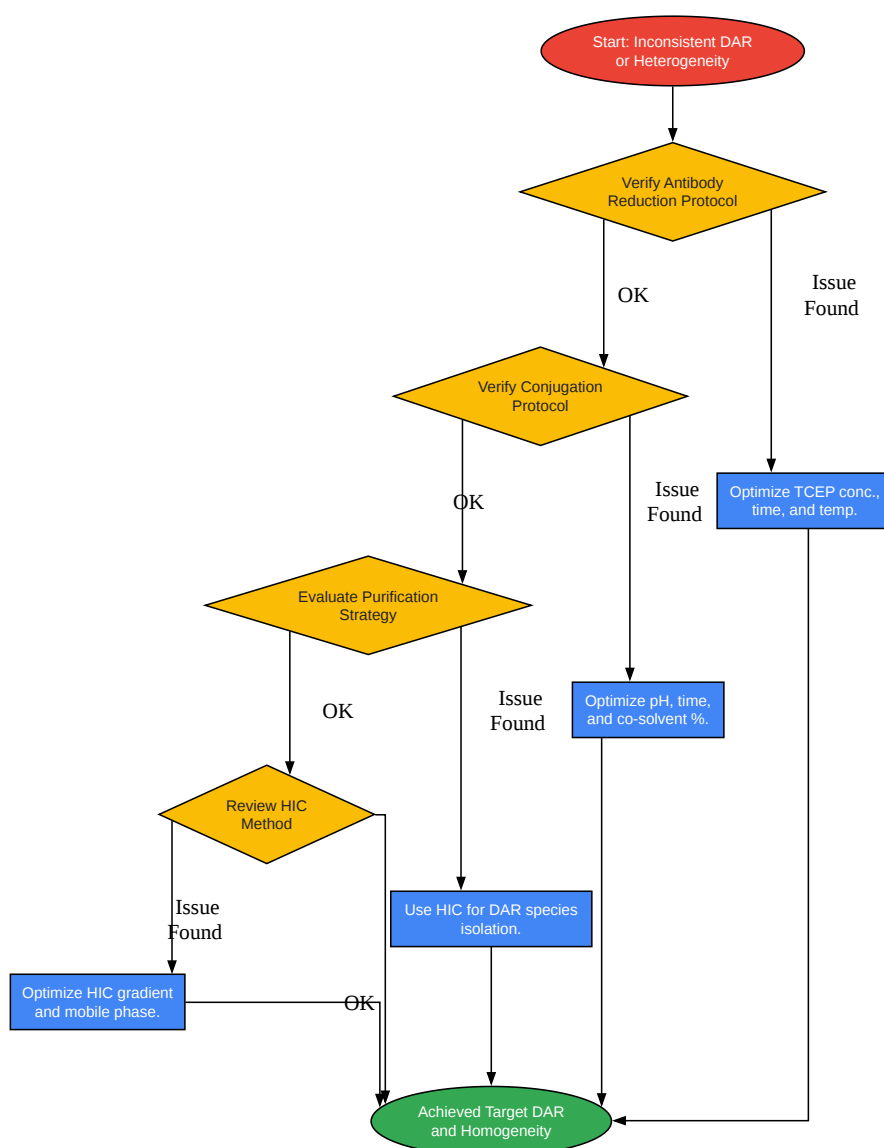 Start: Inconsistent DAR
or Heterogeneity
Verify Antibody
Reduction Protocol
OK
Issue
Found
Verify Conjugation
Protocol
OK
Issue
Found
Optimize TCEP conc.,
time, and temp.
Evaluate Purification
Strategy
OK
Issue
Found
Optimize pH, time,
and co-solvent %.
Review HIC
Method
Issue
Found
Use HIC for DAR species
isolation.
Optimize HIC gradient
and mobile phase.
OK
Achieved Target DAR
and Homogeneity